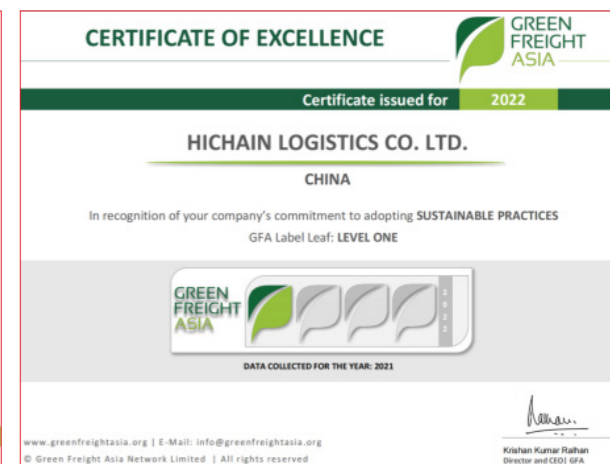 CERTIFICATE OF EXCELLENCE
GREEN
FREIGHT
ASIA
Certificate issued for 2022
HICHAIN LOGISTICS CO. LTD.
CHINA
In recognition of your company's commitment to adopting SUSTAINABLE PRACTICES
GFA Label Leaf: LEVEL ONE
GREEN
FREIGHT
ASIA
2022
DATA COLLECTED FOR THE YEAR: 2021
www.greenfreightasia.org | E-Mail: info@greenfreightasia.org
© Green Freight Asia Network Limited | All rights reserved
Krishan Kumar Ralhan
Director and CEO| GFA